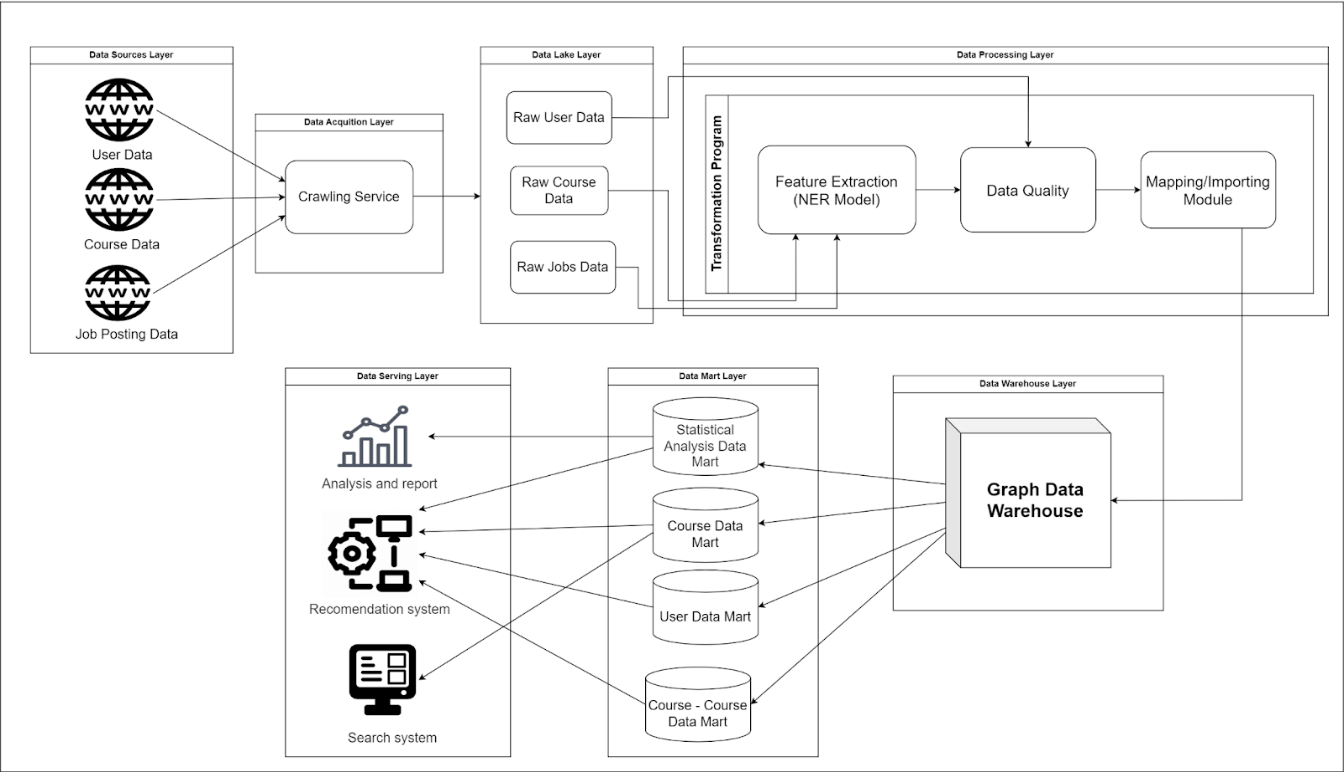 Data Sources Layer
W W W
User Data
W W W
Course Data
W W W
Job Posting Data
Data Acquition Layer
Crawling Service
Data Lake Layer
Raw User Data
Raw Course
Data
Raw Jobs Data
Data Processing Layer
Transformation Program
Feature Extraction
(NER Model)
Data Quality
Mapping/Importing
Module
Data Serving Layer
Analysis and report
Recomendation system
Search system
Data Mart Layer
Statistical
Analysis Data
Mart
Course Data
Mart
User Data Mart
Course - Course
Data Mart
Data Warehouse Layer
Graph Data
Warehouse